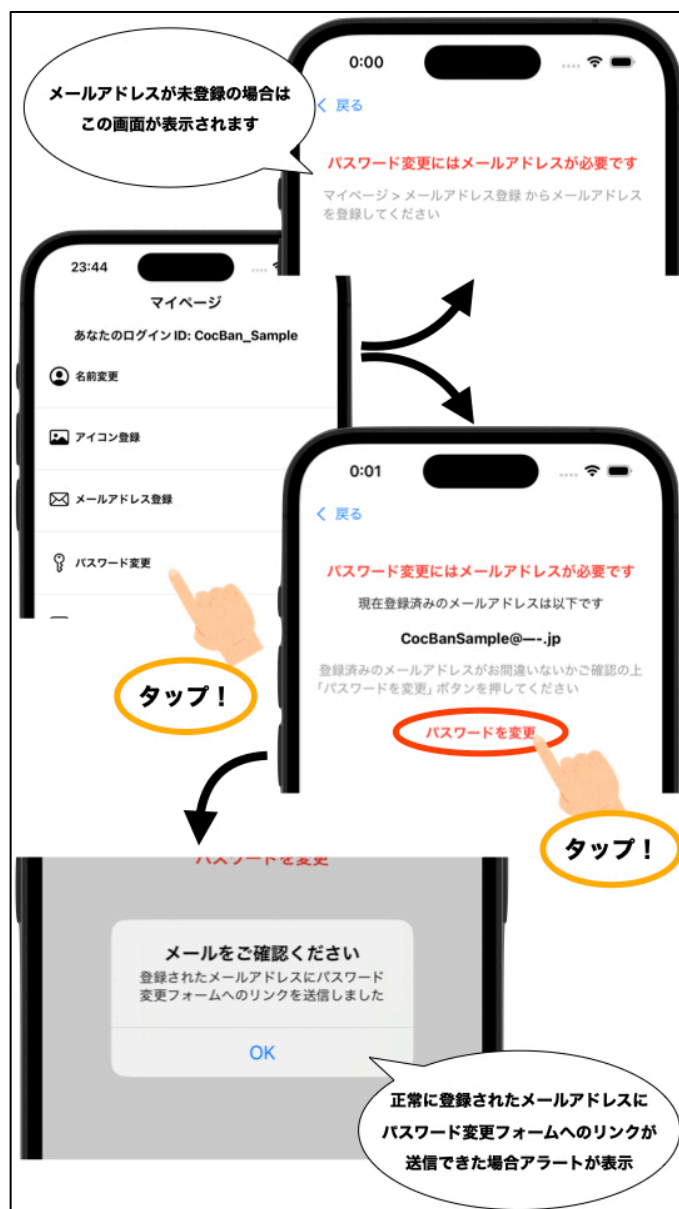 メールアドレスが未登録の場合は
この画面が表示されます
0:00
戻る
パスワード変更にはメールアドレスが必要です
マイページ > メールアドレス登録 からメールアドレス
を登録してください
23:44
マイページ
あなたのログイン ID: CocBan_Sample
名前変更
アイコン登録
メールアドレス登録
パスワード変更
タップ！
0:01
戻る
パスワード変更にはメールアドレスが必要です
現在登録済みのメールアドレスは以下です
CocBanSample@—-.jp
登録済みのメールアドレスがお間違いないかご確認の上
「パスワードを変更」ボタンを押してください
パスワードを変更
タップ！
パスワードを変更
メールをご確認ください
登録されたメールアドレスにパスワード
変更フォームへのリンクを送信しました
OK
正常に登録されたメールアドレスに
パスワード変更フォームへのリンクが
送信できた場合アラートが表示